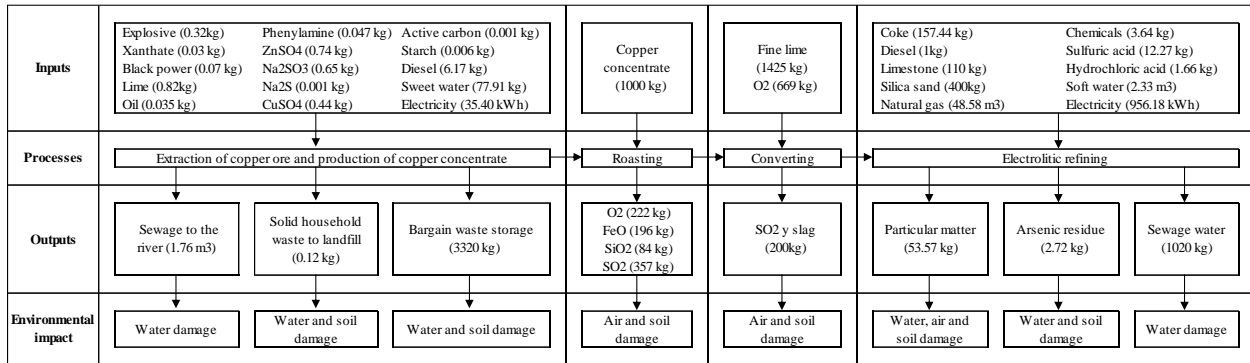 Inputs
Explosive (0.32kg)
Xanthate (0.03 kg)
Black power (0.07 kg)
Lime (0.82kg)
Oil (0.035 kg)
Phenylamine (0.047 kg)
ZnSO4 (0.74 kg)
Na2SO3 (0.65 kg)
Na2S (0.001 kg)
CuSO4 (0.44 kg)
Active carbon (0.001 kg)
Starch (0.006 kg)
Diesel (6.17 kg)
Sweet water (77.91 kg)
Electricity (35.40 kWh)
Copper
concentrate
(1000 kg)
Fine lime
(1425 kg)
O2 (669 kg)
Coke (157.44 kg)
Diesel (1kg)
Limestone (110 kg)
Silica sand (400kg)
Natural gas (48.58 m3)
Chemicals (3.64 kg)
Sulfuric acid (12.27 kg)
Hydrochloric acid (1.66 kg)
Soft water (2.33 m3)
Electricity (956.18 kWh)
Processes
Extraction of copper ore and production of copper concentrate
Roasting
Converting
Electrolitic refining
Outputs
Sewage to the
river (1.76 m3)
Solid household
waste to landfill
(0.12 kg)
Bargain waste storage
(3320 kg)
O2 (222 kg)
FeO (196 kg)
SiO2 (84 kg)
SO2 (357 kg)
SO2 y slag
(200kg)
Particular matter
(53.57 kg)
Arsenic residue
(2.72 kg)
Sewage water
(1020 kg)
Environmental
impact
Water damage
Water and soil
damage
Water and soil damage
Air and soil
damage
Air and soil
damage
Water, air and
soil damage
Water and soil
damage
Water damage